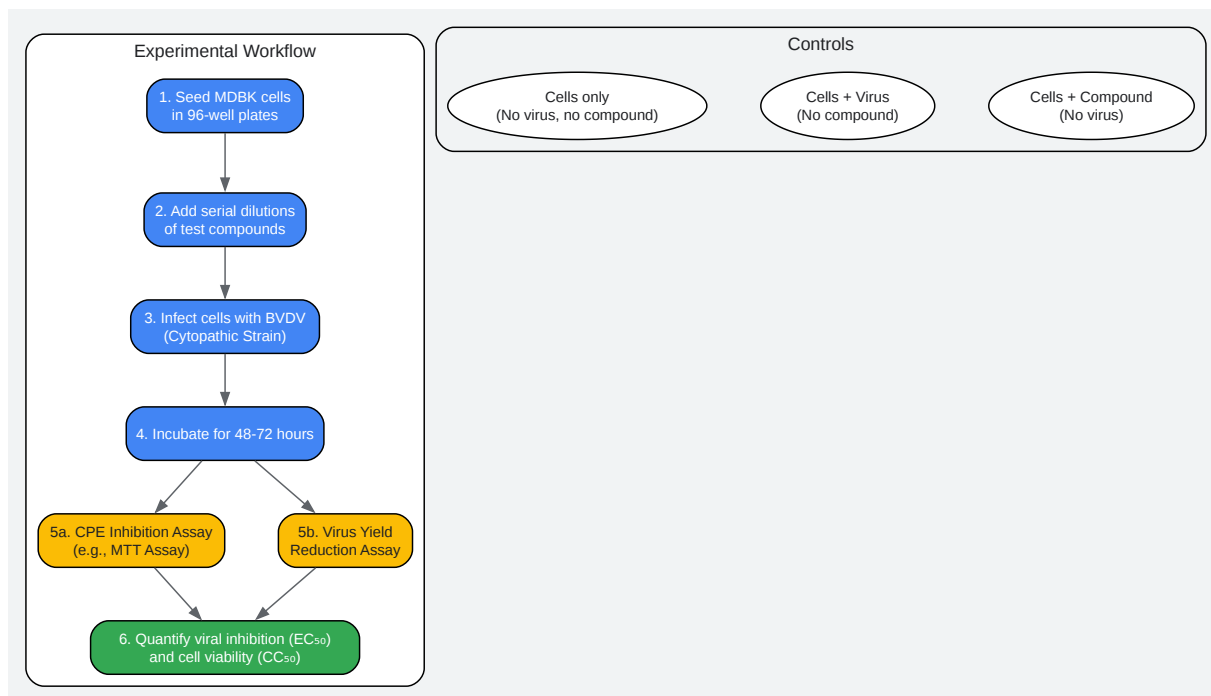 Experimental Workflow
1. Seed MDBK cells
in 96-well plates
2. Add serial dilutions
of test compounds
3. Infect cells with BVDV
(Cytopathic Strain)
4. Incubate for 48-72 hours
5a. CPE Inhibition Assay
(e.g., MTT Assay)
5b. Virus Yield
Reduction Assay
6. Quantify viral inhibition (EC₅₀)
and cell viability (CC₅₀)
Controls
Cells only
(No virus, no compound)
Cells + Virus
(No compound)
Cells + Compound
(No virus)